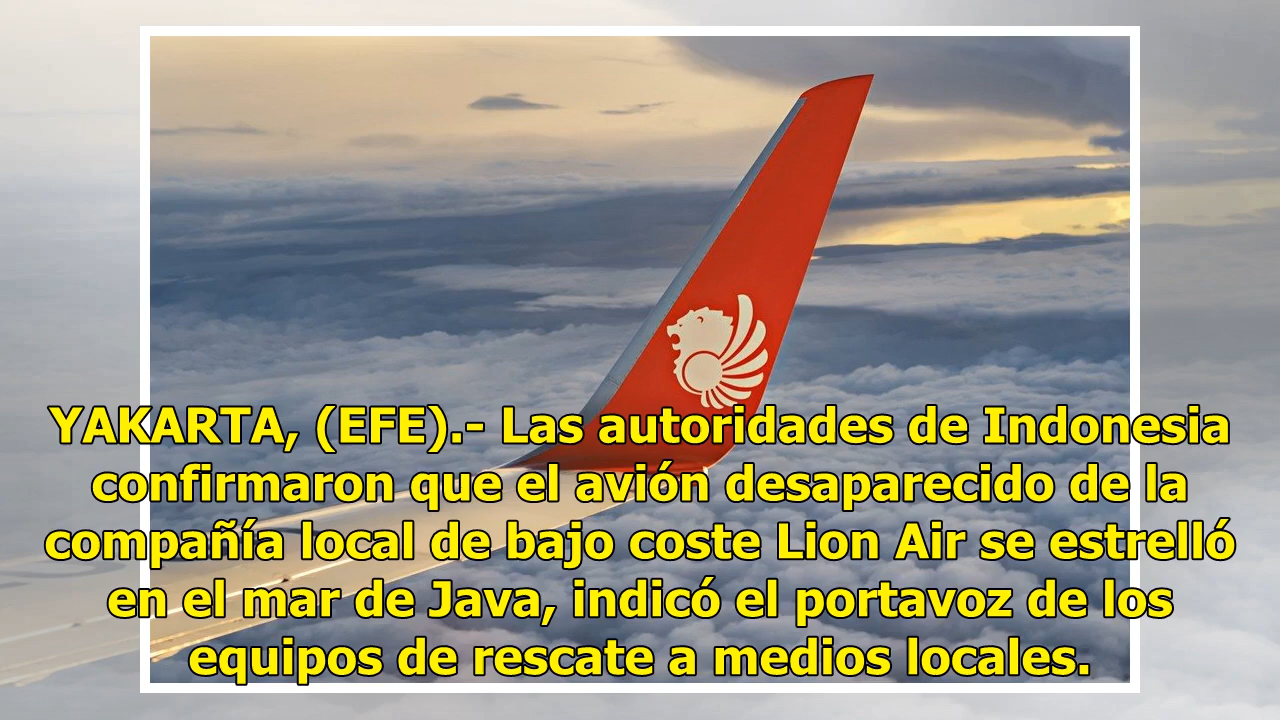 YAKARTA, (EFE).- Las autoridades de Indonesia
confirmaron que el avión desaparecido de la
compañía local de bajo coste Lion Air se estrelló
en el mar de Java, indicó el portavoz de los
equipos de rescate a medios locales.